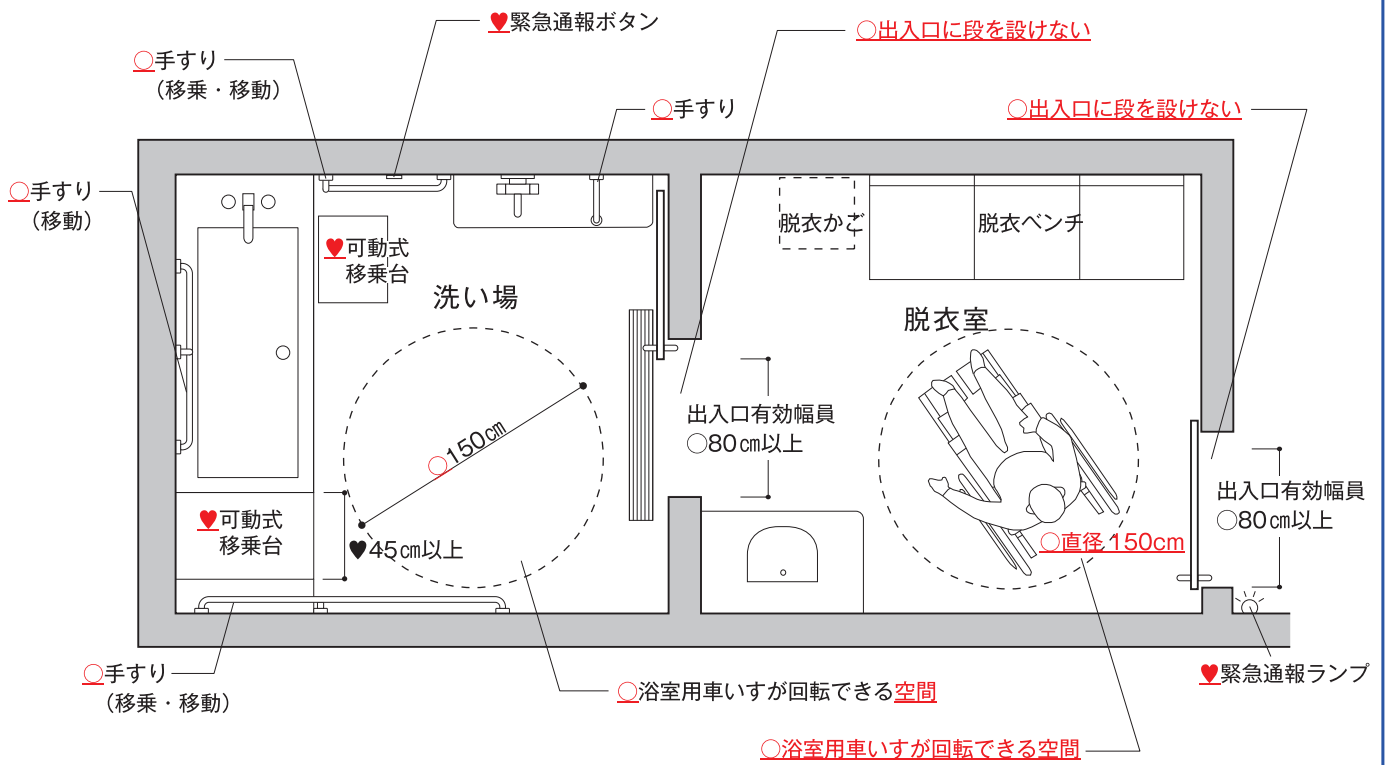 ♥緊急通報ボタン
○出入口に段を設けない
○手すり
（移乗・移動）
○手すり
○出入口に段を設けない
○手すり
（移動）
脱衣かご
脱衣ベンチ
♥可動式
移乗台
洗い場
脱衣室
○150cm
出入口有効幅員
○80㎝以上
出入口有効幅員
○80㎝以上
♥可動式
移乗台
♥45㎝以上
○直径 150cm
○手すり
（移乗・移動）
○浴室用車いすが回転できる空間
♥緊急通報ランプ
○浴室用車いすが回転できる空間